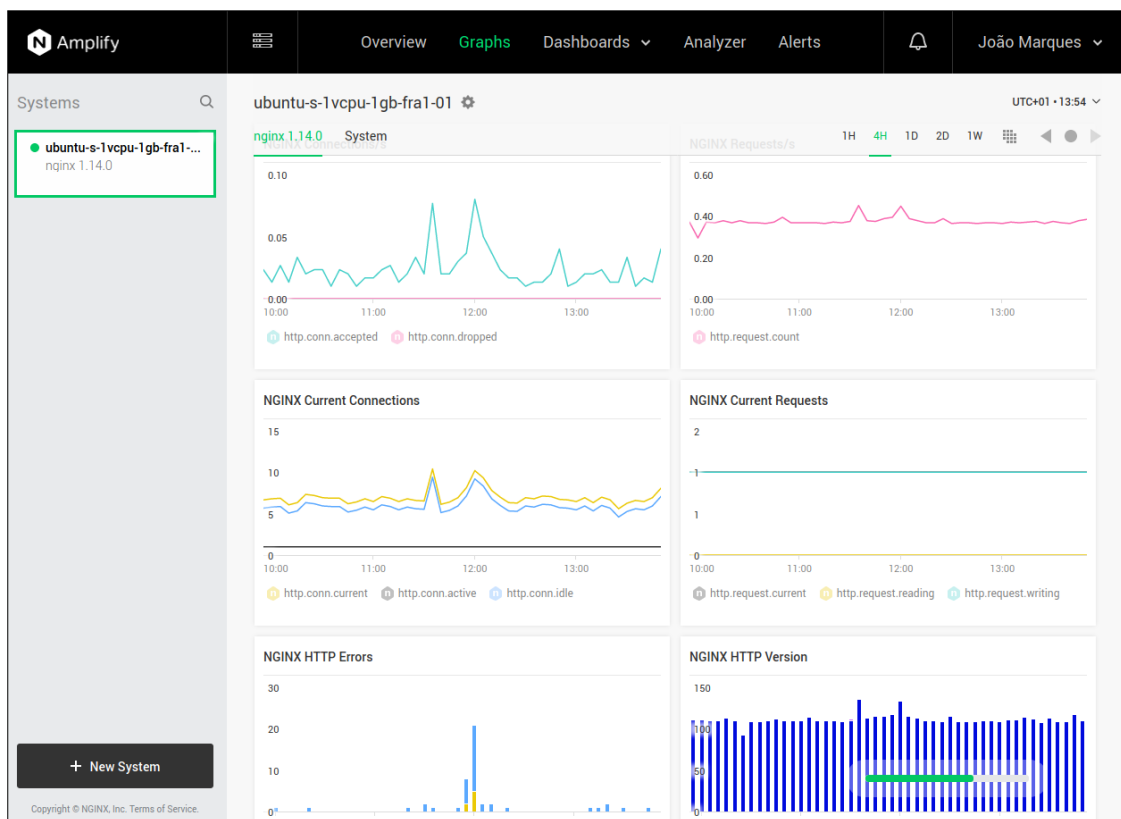 N Amplify
Overview Graphs Dashboards Analyzer Alerts João Marques
Systems
ubuntu-s-1vcpu-1gb-fra1-01
UTC+01 • 13:54
ubuntu-s-1vcpu-1gb-fra1-...
nginx 1.14.0
nginx 1.14.0 System
1H 4H 1D 2D 1W
NGINX Connections/s
0.10
0.05
0.00
10:00 11:00 12:00 13:00
n http.conn.accepted n http.conn.dropped
NGINX Requests/s
0.60
0.40
0.20
0.00
10:00 11:00 12:00 13:00
n http.request.count
NGINX Current Connections
15
10
5
0
10:00 11:00 12:00 13:00
n http.conn.current n http.conn.active n http.conn.idle
NGINX Current Requests
2
1
1
0
10:00 11:00 12:00 13:00
n http.request.current n http.request.reading n http.request.writing
NGINX HTTP Errors
30
20
10
0
NGINX HTTP Version
150
100
50
0
+ New System
Copyright © NGINX, Inc. Terms of Service.